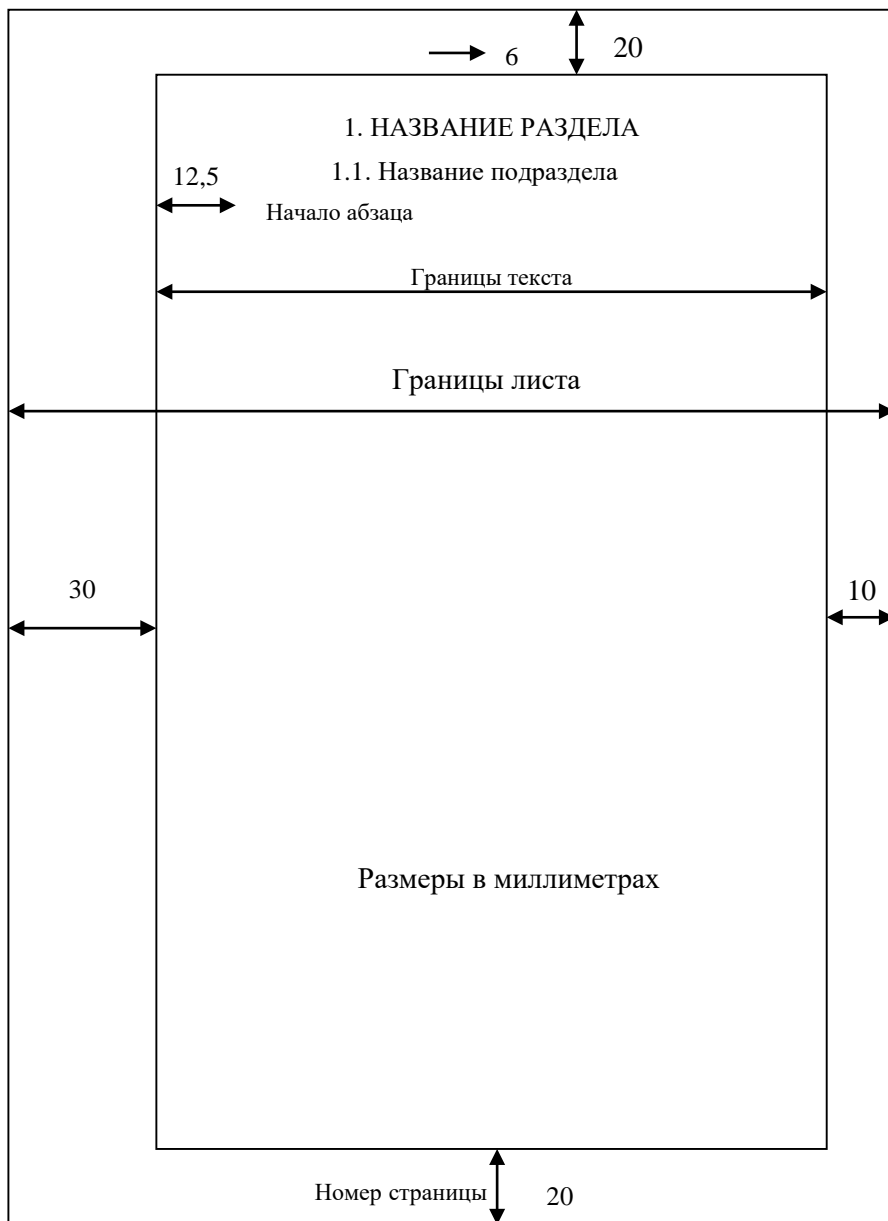 6
20
1. НАЗВАНИЕ РАЗДЕЛА
1.1. Название подраздела
12,5
Начало абзаца
Границы текста
Границы листа
30
10
Размеры в миллиметрах
Номер страницы
20